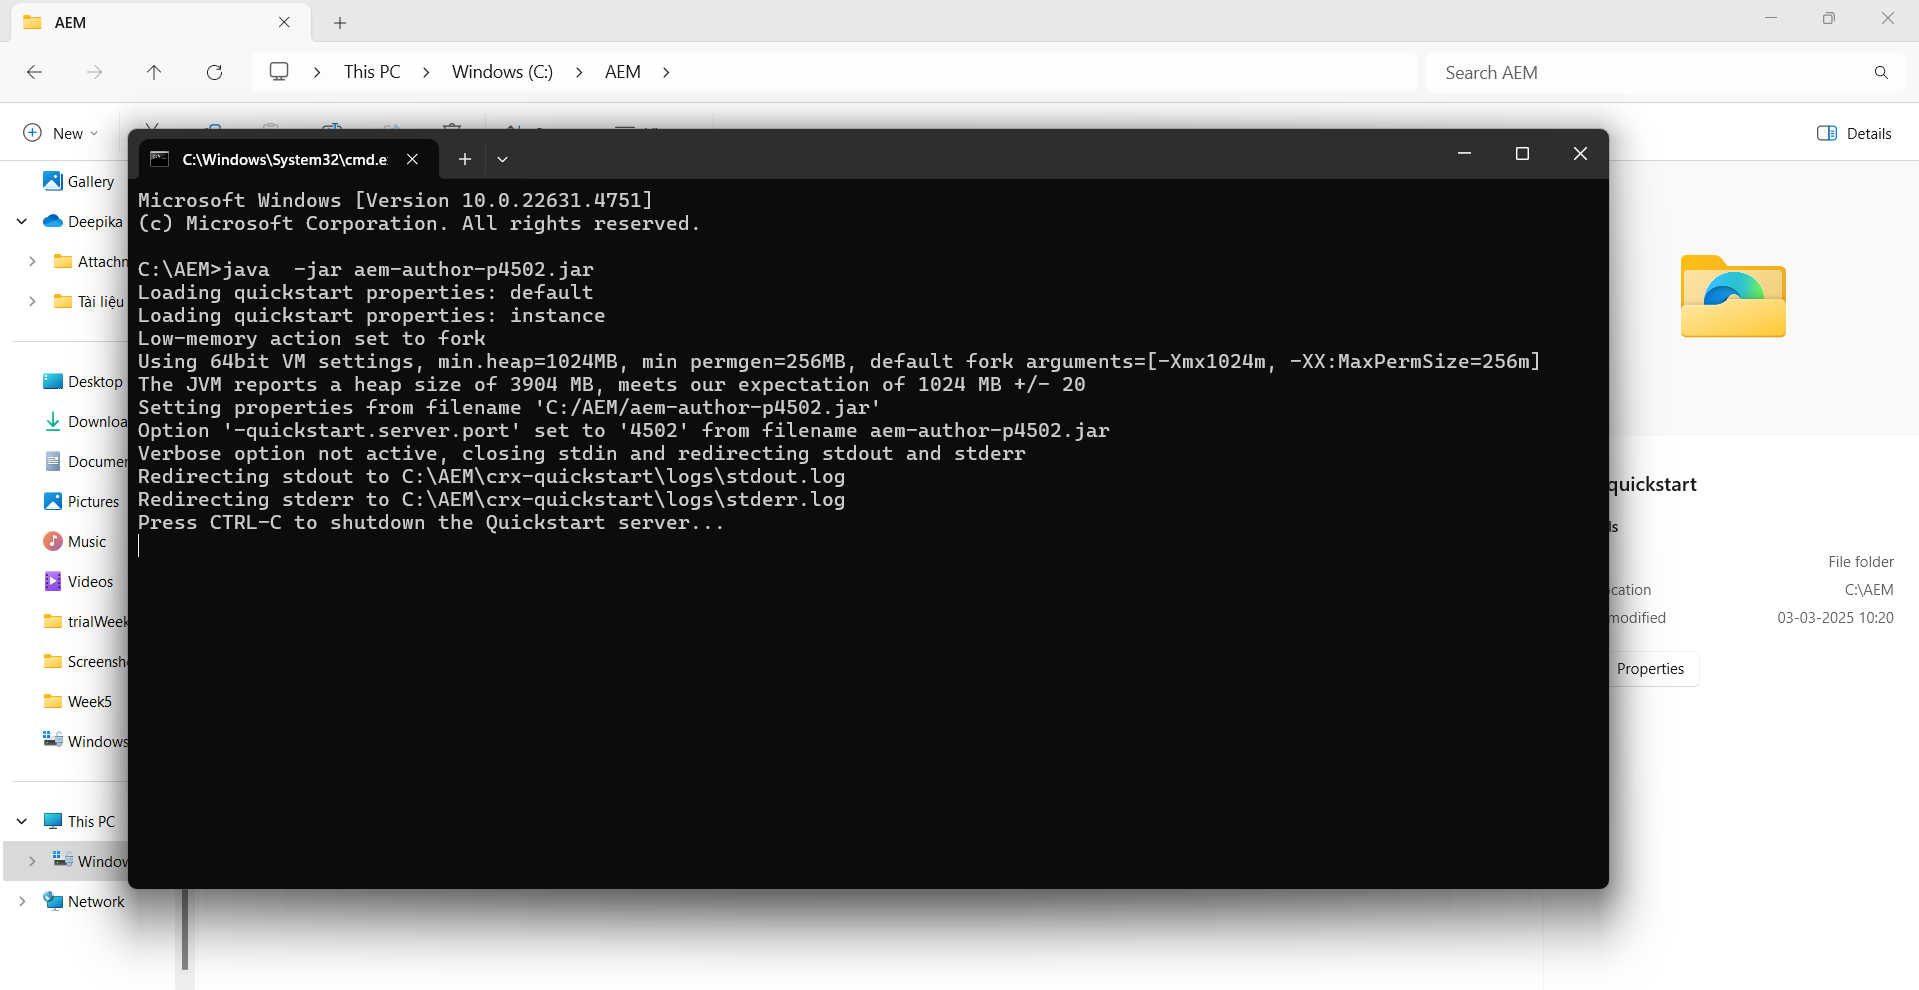 AEM
This PC
Windows (C:)
AEM
Search AEM
New
Details
Gallery
Deepika
Tài liệu
Desktop
Pictures
Music
Videos
Week5
Windows
This PC
Network
C:\Windows\System32\cmd.e
Microsoft Windows [Version 10.0.22631.4751]
(c) Microsoft Corporation. All rights reserved.
C:\AEM>java  -jar aem-author-p4502.jar
Loading quickstart properties: default
Loading quickstart properties: instance
Low-memory action set to fork
Using 64bit VM settings, min.heap=1024MB, min permgen=256MB, default fork arguments=[-Xmx1024m, -XX:MaxPermSize=256m]
The JVM reports a heap size of 3904 MB, meets our expectation of 1024 MB +/- 20
Setting properties from filename 'C:/AEM/aem-author-p4502.jar'
Option '-quickstart.server.port' set to '4502' from filename aem-author-p4502.jar
Verbose option not active, closing stdin and redirecting stdout and stderr
Redirecting stdout to C:\AEM\crx-quickstart\logs\stdout.log
Redirecting stderr to C:\AEM\crx-quickstart\logs\stderr.log
Press CTRL-C to shutdown the Quickstart server...
quickstart
File folder
C:\AEM
modified 03-03-2025 10:20
Properties